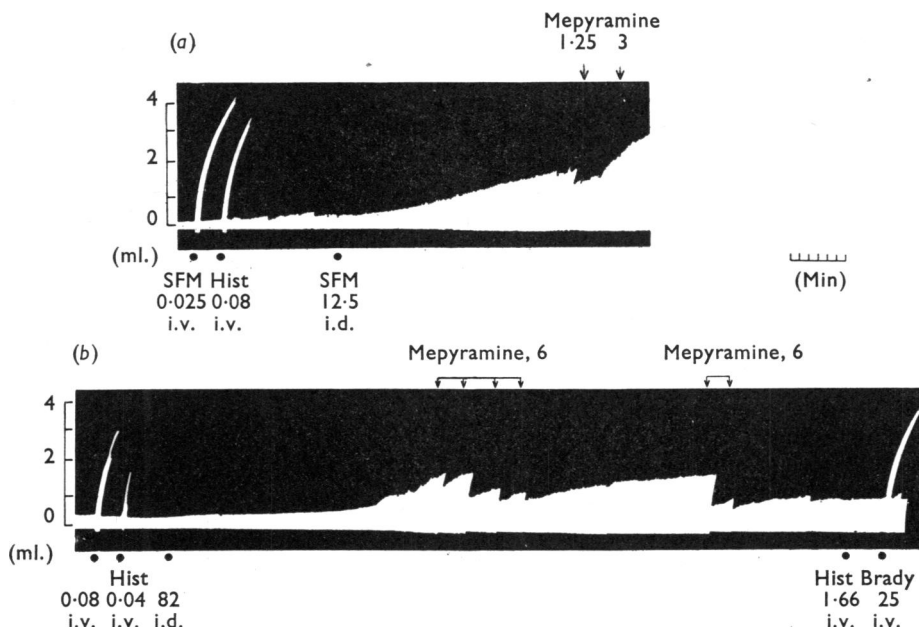 Mepyramine
(a) 1·25 3
4
2
0
(ml.)
SFM Hist SFM
0·025 0·08 12·5
i.v. i.v. i.d.
(Min)
(b) Mepyramine, 6 Mepyramine, 6
4
2
0
(ml.)
Hist Hist Brady
0·08 0·04 82 1·66 25
i.v. i.v. i.d. i.v. i.v.